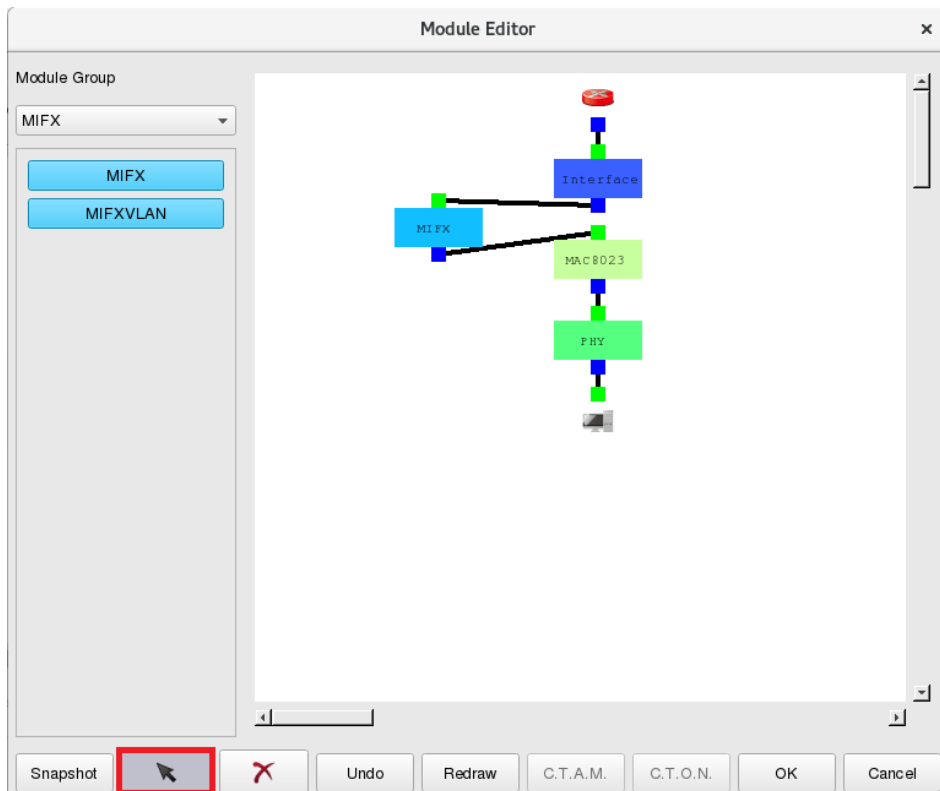 Module Editor
Module Group
MIFX
MIFX
MIFXVLAN
Interface
MIFX
MAC8023
PHY
Snapshot
Undo
Redraw
C.T.A.M.
C.T.O.N.
OK
Cancel